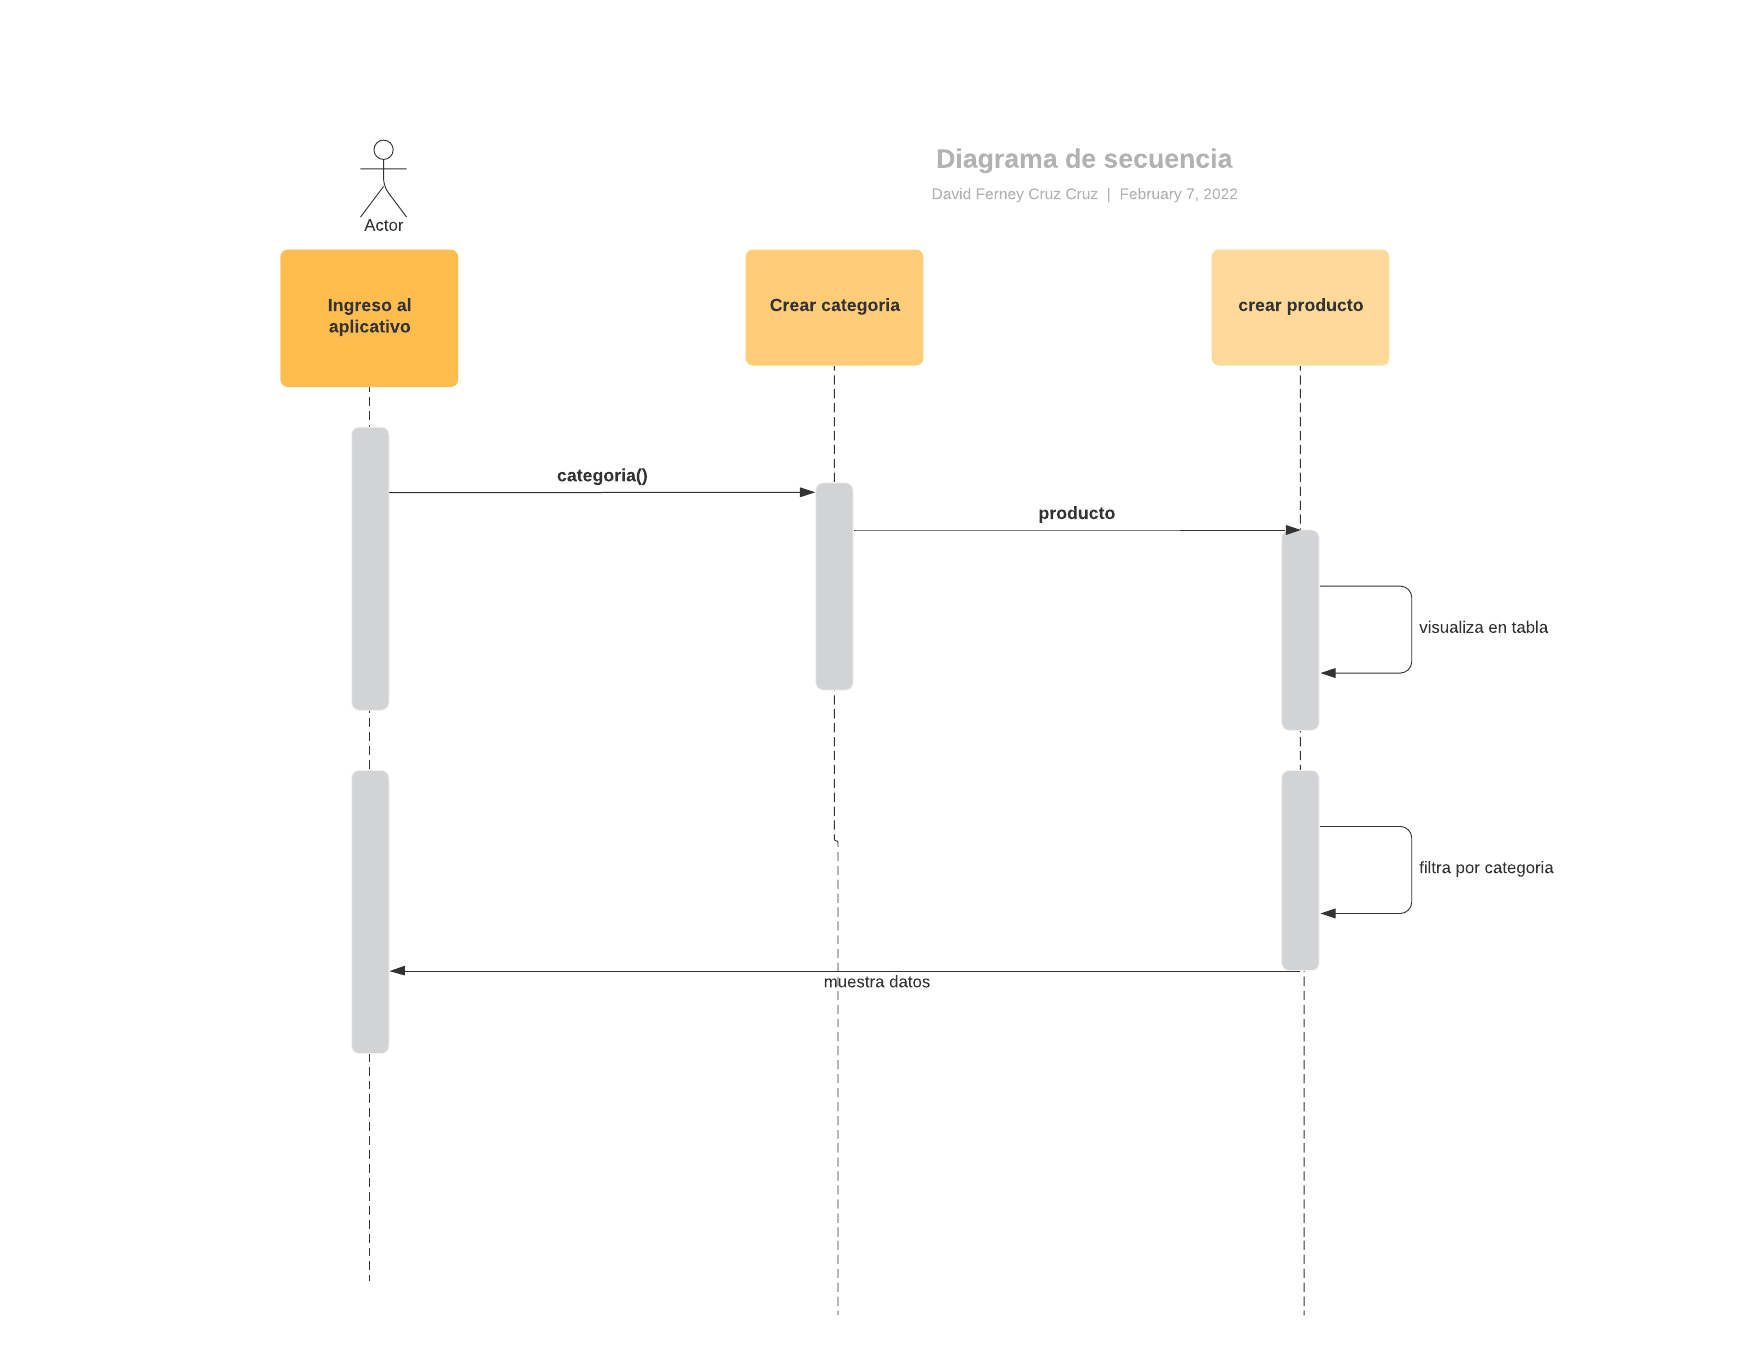 Diagrama de secuencia
David Ferney Cruz Cruz | February 7, 2022
Actor
Ingreso al
aplicativo
Crear categoria
crear producto
categoria()
producto
visualiza en tabla
filtra por categoria
muestra datos